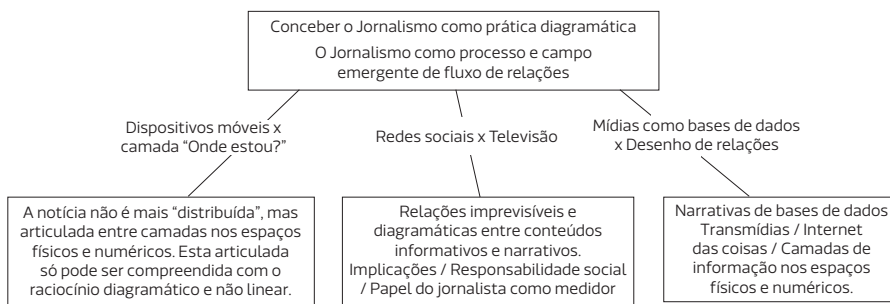 Conceber o Jornalismo como prática diagramática
O Jornalismo como processo e campo
emergente de fluxo de relações
Dispositivos móveis x
camada “Onde estou?”
Redes sociais x Televisão
Mídias como bases de dados
x Desenho de relações
A notícia não é mais “distribuída”, mas
articulada entre camadas nos espaços
físicos e numéricos. Esta articulada
só pode ser compreendida com o
raciocínio diagramático e não linear.
Relações imprevisíveis e
diagramáticas entre conteúdos
informativos e narrativos.
Implicações / Responsabilidade social
/ Papel do jornalista como medidor
Narrativas de bases de dados
Transmídias / Internet
das coisas / Camadas de
informação nos espaços
físicos e numéricos.